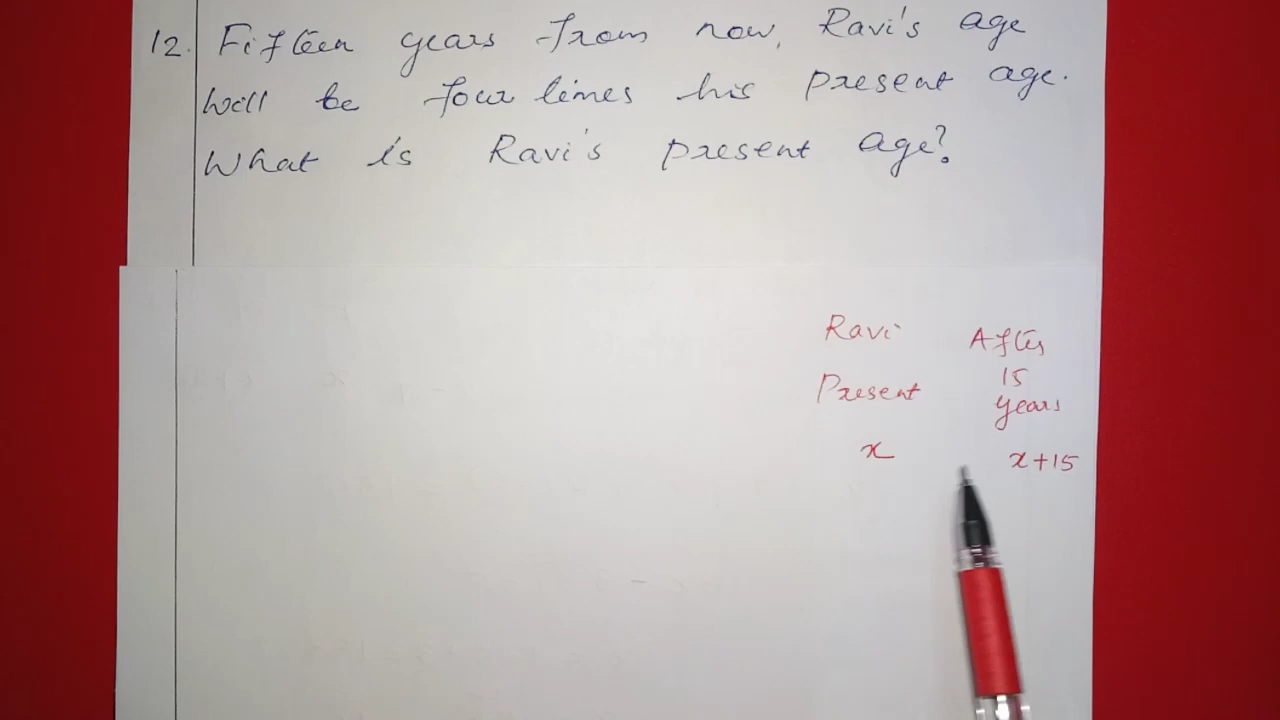 12. Fifteen years from now, Ravi's age
will be four times his present age.
What is Ravi's present age?
Ravi After
Present 15
years
x x+15